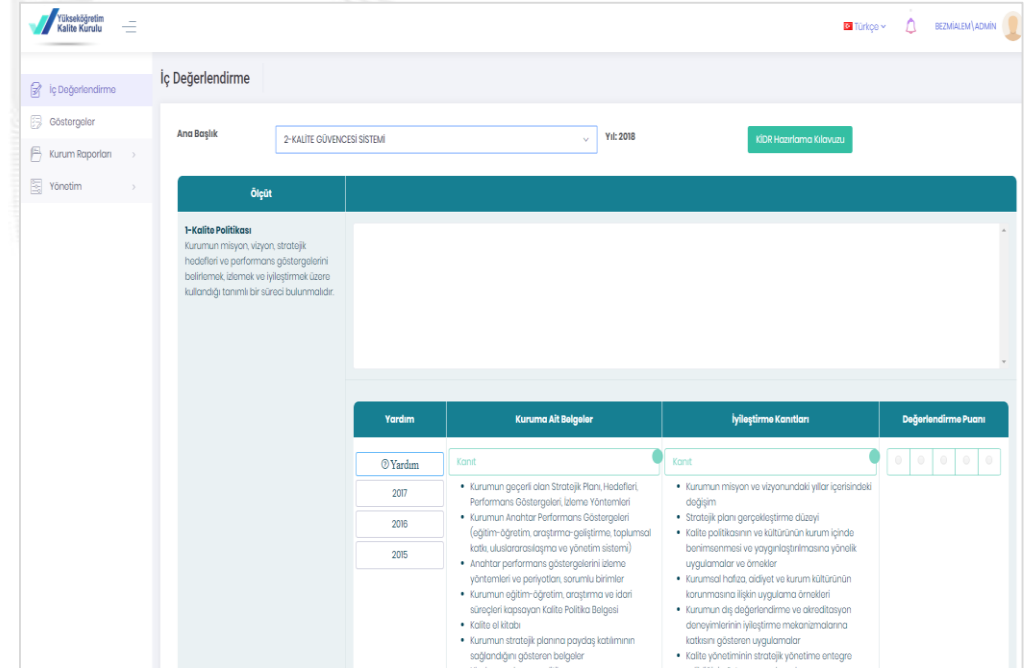 Yükseköğretim
Kalite Kurulu
Türkçe
BEZMİALEM\ADMIN
İç Değerlendirme
Göstergeler
Kurum Raporları
Yönetim
İç Değerlendirme
Ana Başlık
2-KALİTE GÜVENCESİ SİSTEMİ
Yıl: 2018
KİDR Hazırlama Kılavuzu
Ölçüt
1-Kalite Politikası
Kurumun misyon, vizyon, stratejik
hedefleri ve performans göstergelerini
belirlemek, izlemek ve iyileştirmek üzere
kullandığı tanımlı bir süreci bulunmalıdır.
Yardım
Kuruma Ait Belgeler
İyileştirme Kanıtları
Değerlendirme Puanı
Yardım
2017
2016
2015
Kanıt
• Kurumun geçerli olan Stratejik Planı, Hedefleri,
Performans Göstergeleri, İzleme Yöntemleri
• Kurumun Anahtar Performans Göstergeleri
(eğitim-öğretim, araştırma-geliştirme, toplumsal
katkı, uluslararasılaşma ve yönetim sistemi)
• Anahtar performans göstergelerini izleme
yöntemleri ve periyotları, sorumlu birimler
• Kurumun eğitim-öğretim, araştırma ve idari
süreçleri kapsayan Kalite Politika Belgesi
• Kalite el kitabı
• Kurumun stratejik planına paydaş katılımının
sağlandığını gösteren belgeler
Kanıt
• Kurumun misyon ve vizyonundaki yıllar içerisindeki
değişim
• Stratejik planı gerçekleştirme düzeyi
• Kalite politikasının ve kültürünün kurum içinde
benimsenmesi ve yaygınlaştırılmasına yönelik
uygulamalar ve örnekler
• Kurumsal hafıza, aidiyet ve kurum kültürünün
korunmasına ilişkin uygulama örnekleri
• Kurumun dış değerlendirme ve akreditasyon
deneyimlerinin iyileştirme mekanizmalarına
katkısını gösteren uygulamalar
• Kalite yönetiminin stratejik yönetime entegre